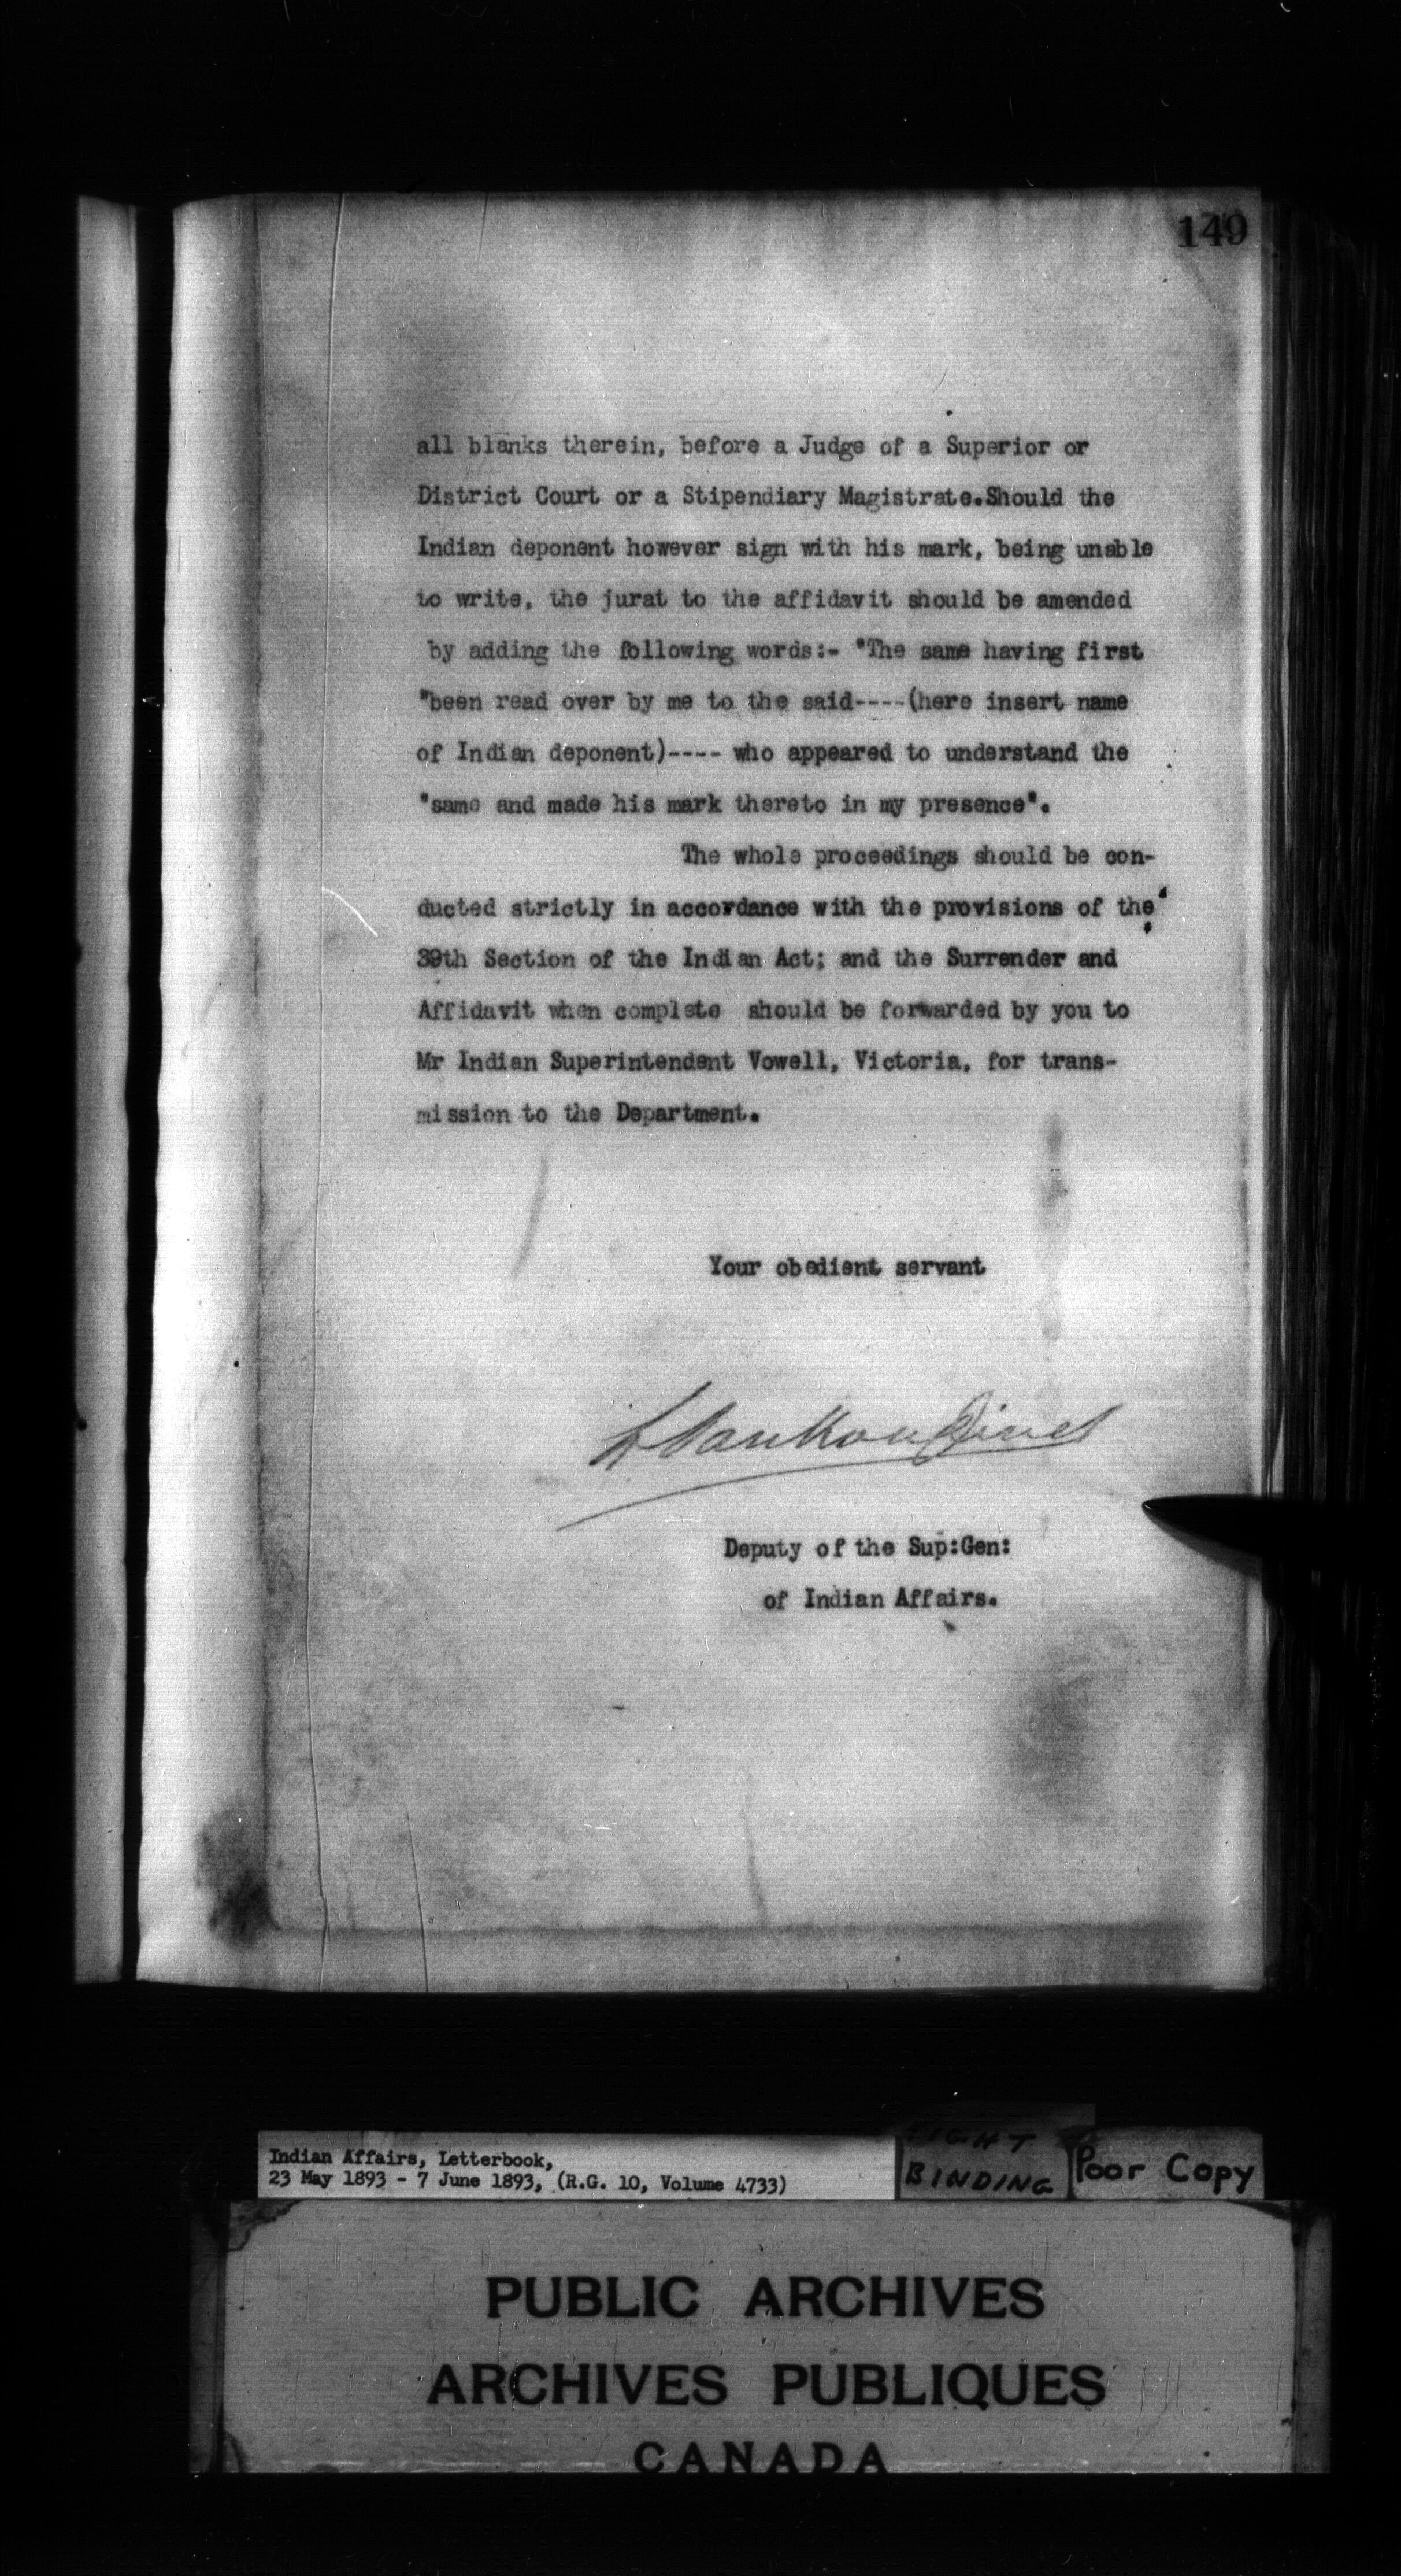 149
all blanks therein, before a Judge of a Superior or
District Court or a Stipendiary Magistrate.Should the
Indian deponent however sign with his mark, being unable
to write, the jurat to the affidavit should be amended
by adding the following words:- "The same having first
"been read over by me to the said----(here insert name
of Indian deponent)---- who appeared to understand the
"same and made his mark thereto in my presence".
The whole proceedings should be con-
ducted strictly in accordance with the provisions of the
39th Section of the Indian Act; and the Surrender and
Affidavit when complete should be forwarded by you to
Mr Indian Superintendent Vowell, Victoria, for trans-
mission to the Department.
Your obedient servant
L Vankoughnet
Deputy of the Sup:Gen:
of Indian Affairs.
Indian Affairs, Letterbook,
23 May 1893 - 7 June 1893, (R.G. 10, Volume 4733)
TIGHT
BINDING
Poor Copy
PUBLIC ARCHIVES
ARCHIVES PUBLIQUES
CANADA